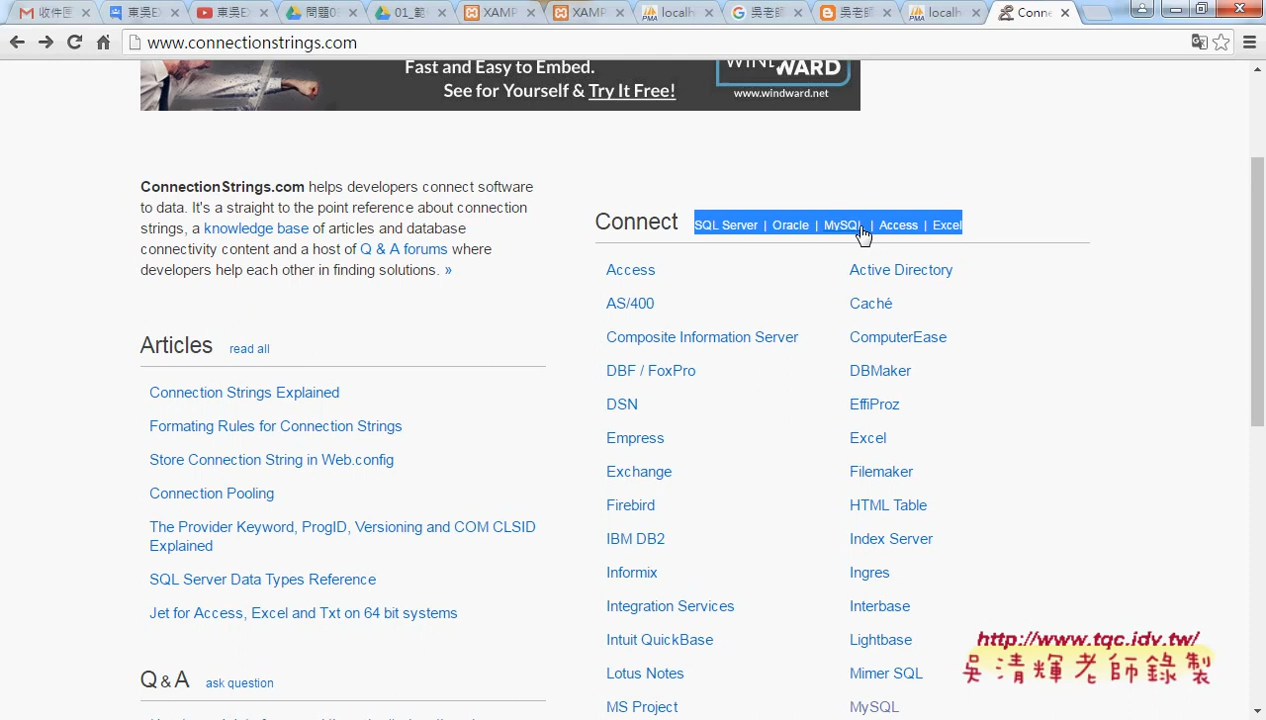 收件匣
東吳EX
東吳EX
問題0
01_範
XAMP
XAMP
localh
吳老師
吳老師
localh
Conne
www.connectionstrings.com
Fast and Easy to Embed.
See for Yourself & Try It Free!
WINDWARD
www.windward.net
ConnectionStrings.com helps developers connect software
to data. It's a straight to the point reference about connection
strings, a knowledge base of articles and database
connectivity content and a host of Q & A forums where
developers help each other in finding solutions. »
Articles read all
Connection Strings Explained
Formating Rules for Connection Strings
Store Connection String in Web.config
Connection Pooling
The Provider Keyword, ProgID, Versioning and COM CLSID
Explained
SQL Server Data Types Reference
Jet for Access, Excel and Txt on 64 bit systems
Q & A ask question
Connect SQL Server | Oracle | MySQL | Access | Excel
Access
Active Directory
AS/400
Caché
Composite Information Server
ComputerEase
DBF / FoxPro
DBMaker
DSN
EffiProz
Empress
Excel
Exchange
Filemaker
Firebird
HTML Table
IBM DB2
Index Server
Informix
Ingres
Integration Services
Interbase
Intuit QuickBase
Lightbase
Lotus Notes
Mimer SQL
MS Project
MySQL
http://www.tqc.idv.tw/
吳清輝老師錄製